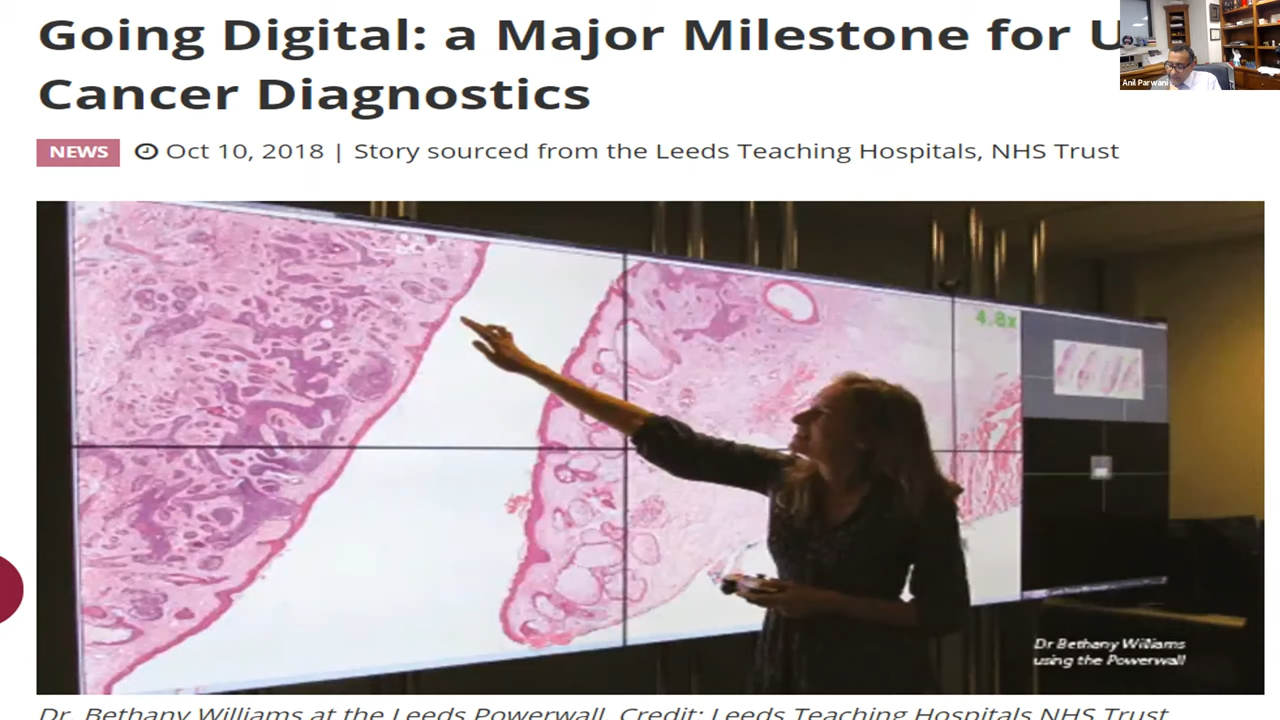 Going Digital: a Major Milestone for U
Cancer Diagnostics
NEWS Oct 10, 2018 | Story sourced from the Leeds Teaching Hospitals, NHS Trust
Anil Parwani
4.8x
Dr Bethany Williams
using the Powerwall
Dr. Bethany Williams at the Leeds Powerwall. Credit: Leeds Teaching Hospitals NHS Trust